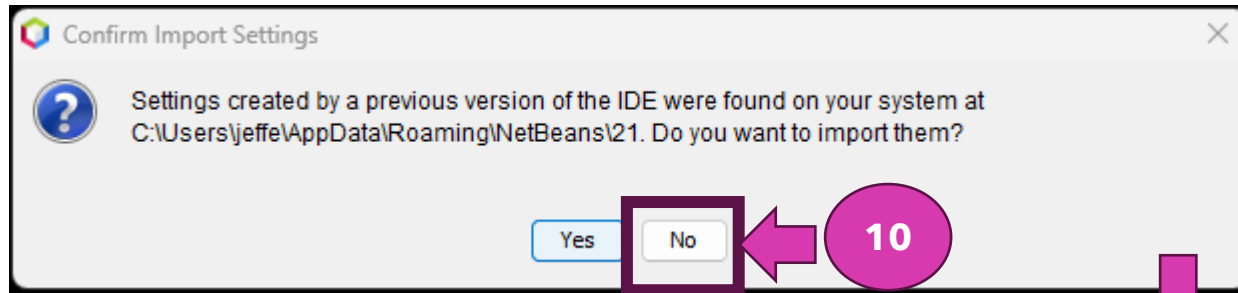 Confirm Import Settings
Settings created by a previous version of the IDE were found on your system at
C:\Users\jeffe\AppData\Roaming\NetBeans\21. Do you want to import them?
Yes No 10